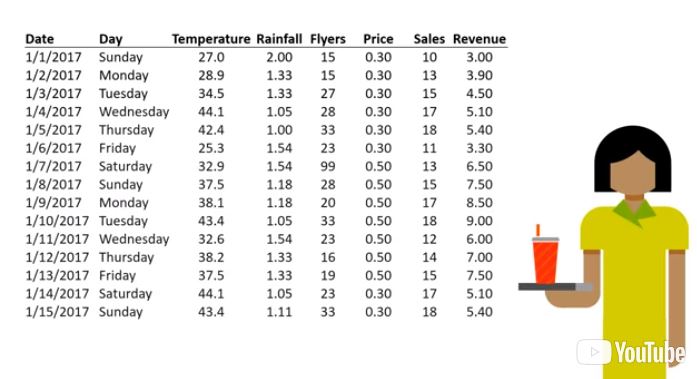 Date Day Temperature Rainfall Flyers Price Sales Revenue
1/1/2017 Sunday 27.0 2.00 15 0.30 10 3.00
1/2/2017 Monday 28.9 1.33 15 0.30 13 3.90
1/3/2017 Tuesday 34.5 1.33 27 0.30 15 4.50
1/4/2017 Wednesday 44.1 1.05 28 0.30 17 5.10
1/5/2017 Thursday 42.4 1.00 33 0.30 18 5.40
1/6/2017 Friday 25.3 1.54 23 0.30 11 3.30
1/7/2017 Saturday 32.9 1.54 99 0.50 13 6.50
1/8/2017 Sunday 37.5 1.18 28 0.50 15 7.50
1/9/2017 Monday 38.1 1.18 20 0.50 17 8.50
1/10/2017 Tuesday 43.4 1.05 33 0.50 18 9.00
1/11/2017 Wednesday 32.6 1.54 23 0.50 12 6.00
1/12/2017 Thursday 38.2 1.33 16 0.50 14 7.00
1/13/2017 Friday 37.5 1.33 19 0.50 15 7.50
1/14/2017 Saturday 44.1 1.05 23 0.30 17 5.10
1/15/2017 Sunday 43.4 1.11 33 0.30 18 5.40
YouTube